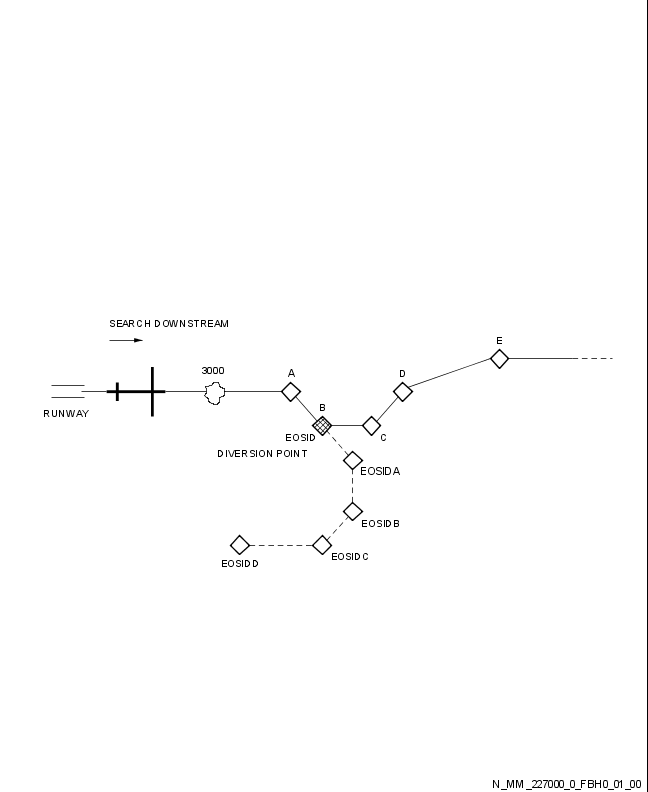 SEARCH DOWNSTREAM
E
3000
A
D
RUNWAY
B
EOSID
C
DIVERSION POINT
EOSIDA
EOSIDB
EOSIDC
EOSIDD
N_MM_227000_0_FBH0_01_00